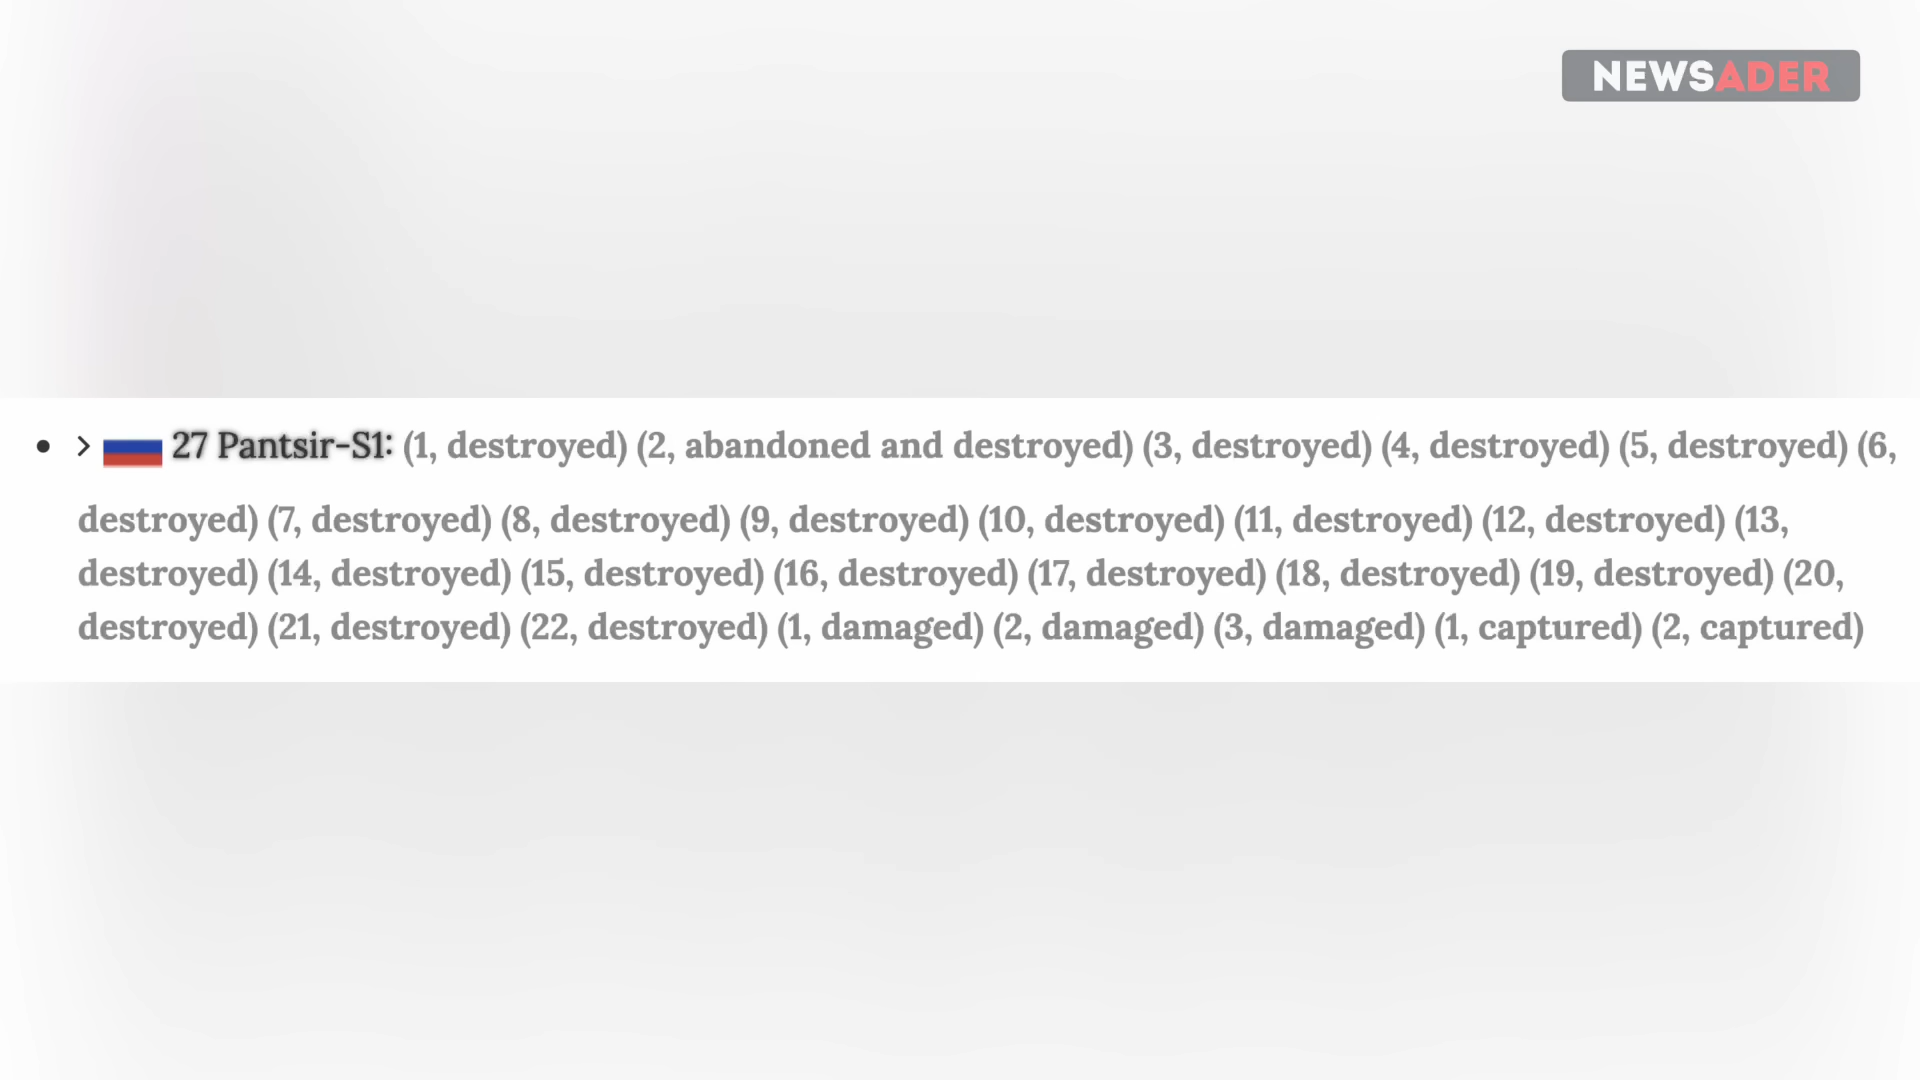 NEWSADER
• > 27 Pantsir-S1: (1, destroyed) (2, abandoned and destroyed) (3, destroyed) (4, destroyed) (5, destroyed) (6,
destroyed) (7, destroyed) (8, destroyed) (9, destroyed) (10, destroyed) (11, destroyed) (12, destroyed) (13,
destroyed) (14, destroyed) (15, destroyed) (16, destroyed) (17, destroyed) (18, destroyed) (19, destroyed) (20,
destroyed) (21, destroyed) (22, destroyed) (1, damaged) (2, damaged) (3, damaged) (1, captured) (2, captured)